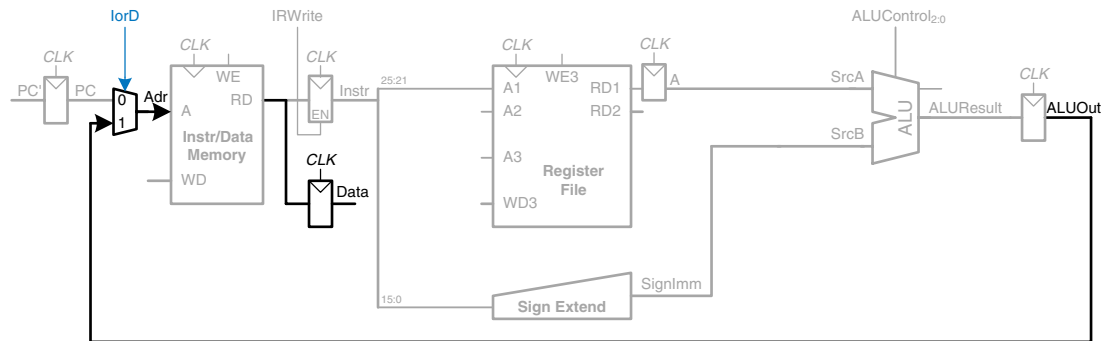 IorD
IRWrite
ALUControl2:0
CLK
CLK
CLK
CLK
CLK
CLK
PC'
PC
0
1
Adr
WE
A
RD
Instr/Data
Memory
WD
EN
Instr
CLK
Data
25:21
A1
A2
A3
WD3
WE3
RD1
RD2
Register
File
A
SrcA
SrcB
ALU
ALUResult
ALUOut
15:0
Sign Extend
SignImm